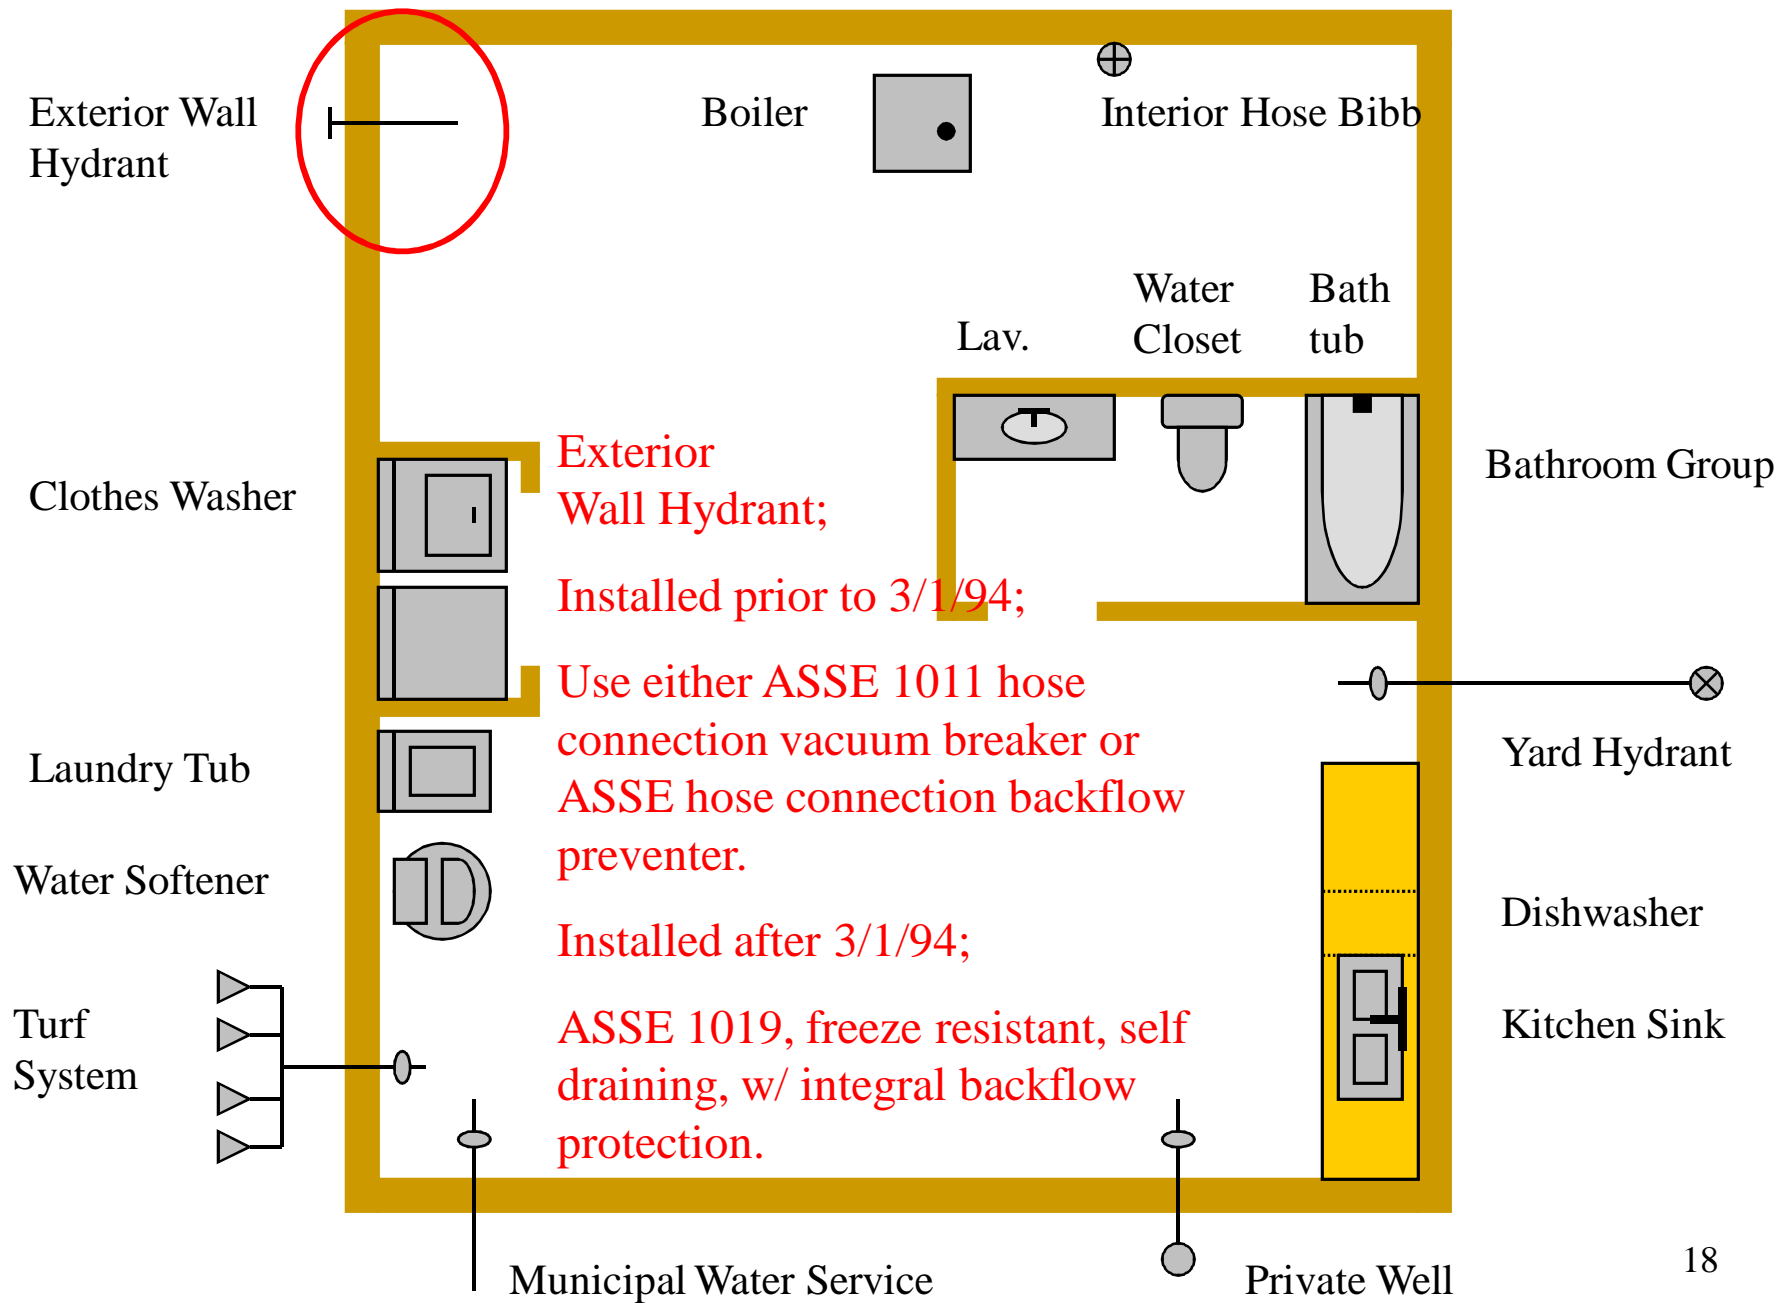 Exterior Wall
Hydrant
Boiler
Interior Hose Bibb
Water
Closet
Bath
tub
Lav.
Bathroom Group
Clothes Washer
Exterior
Wall Hydrant;
Installed prior to 3/1/94;
Use either ASSE 1011 hose
connection vacuum breaker or
ASSE hose connection backflow
preventer.
Installed after 3/1/94;
ASSE 1019, freeze resistant, self
draining, w/ integral backflow
protection.
Yard Hydrant
Laundry Tub
Water Softener
Dishwasher
Turf
System
Kitchen Sink
Municipal Water Service
Private Well
18